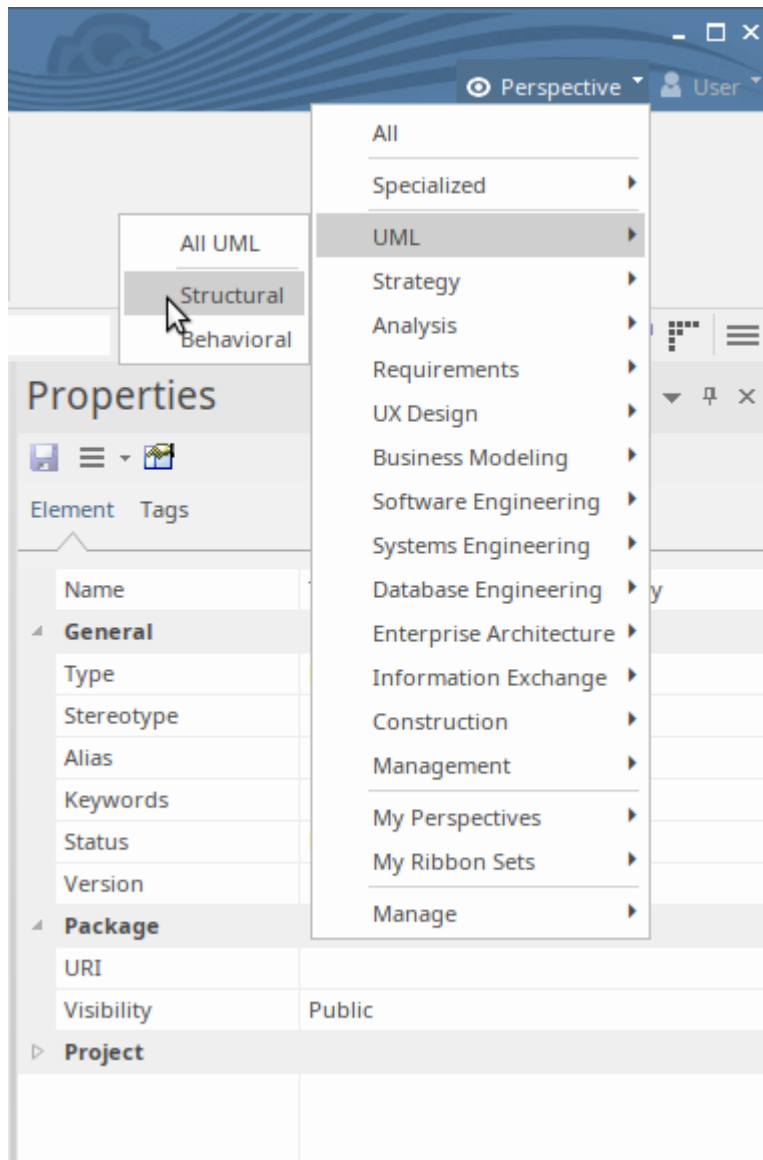 Perspective
User
All
Specialized
UML
Strategy
Analysis
Requirements
UX Design
Business Modeling
Software Engineering
Systems Engineering
Database Engineering
Enterprise Architecture
Information Exchange
Construction
Management
My Perspectives
My Ribbon Sets
Manage
All UML
Structural
Behavioral
Properties
Element Tags
Name
General
Type
Stereotype
Alias
Keywords
Status
Version
Package
URI
Visibility Public
Project